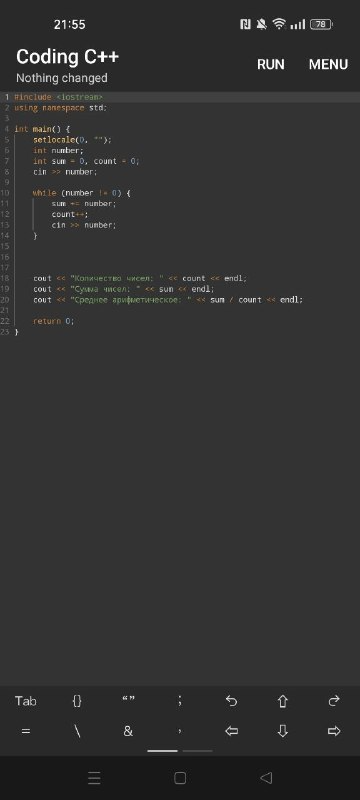 21:55
78
Coding C++
Nothing changed
RUN
MENU
1 #include <iostream>
2 using namespace std;
3
4 int main() {
5 setlocale(0, "");
6 int number;
7 int sum = 0, count = 0;
8 cin >> number;
9
10 while (number != 0) {
11 sum += number;
12 count++;
13 cin >> number;
14 }
15
16
17
18 cout << "Количество чисел: " << count << endl;
19 cout << "Сумма чисел: " << sum << endl;
20 cout << "Среднее арифметическое: " << sum / count << endl;
21
22 return 0;
23 }
Tab {} “” ;
= \ & ,